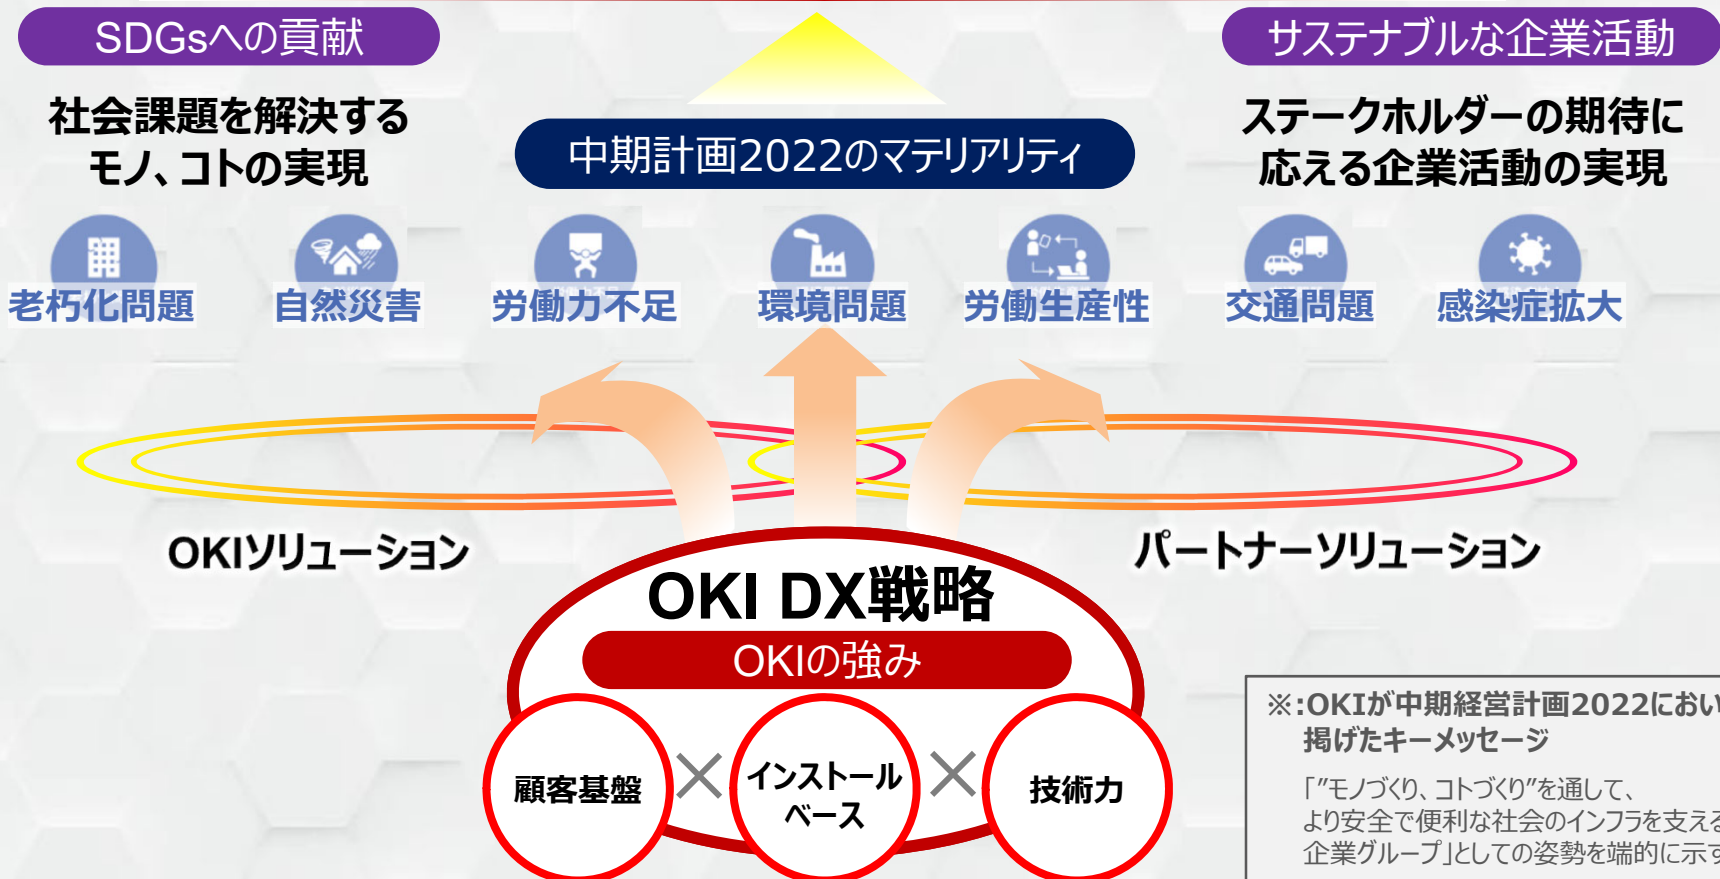 SDGsへの貢献
サステナブルな企業活動
社会課題を解決する
モノ、コトの実現
中期計画2022のマテリアリティ
ステークホルダーの期待に
応える企業活動の実現
老朽化問題
自然災害
労働力不足
環境問題
労働生産性
交通問題
感染症拡大
OKIソリューション
パートナーソリューション
OKI DX戦略
OKIの強み
顧客基盤
×
インストール
ベース
×
技術力
※:OKIが中期経営計画2022におい
掲げたキーメッセージ
「"モノづくり、コトづくり"を通して、
より安全で便利な社会のインフラを支える
企業グループ」としての姿勢を端的に示す